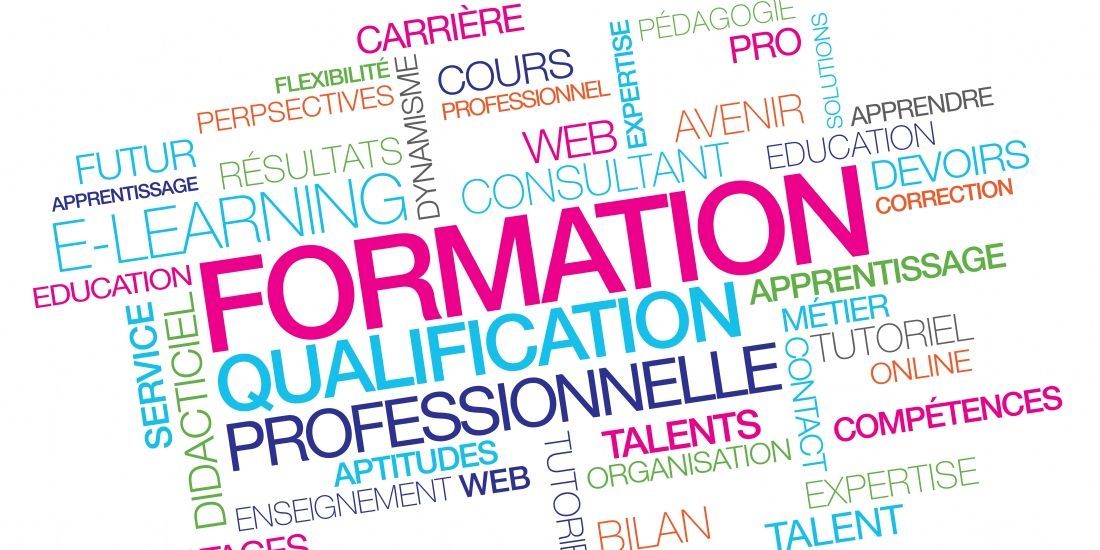 CARRIÈRE
PÉDAGOGIE
PRO
SOLUTIONS
EXPERTISE
FLEXIBILITÉ
DYNAMISME
COURS
PERPSECTIVES
PROFESSIONNEL
AVENIR
APPRENDRE
WEB
EDUCATION
FUTUR
RÉSULTATS
CONSULTANT
DEVOIRS
APPRENTISSAGE
CORRECTION
E-LEARNING
FORMATION
EDUCATION
APPRENTISSAGE
SERVICE
DIDACTICIEL
QUALIFICATION
MÉTIER
TUTORIEL
CONTACT
ONLINE
PROFESSIONNELLE
TALENTS
COMPÉTENCES
APTITUDES
ORGANISATION
ENSEIGNEMENT WEB
EXPERTISE
BILAN
TALENT